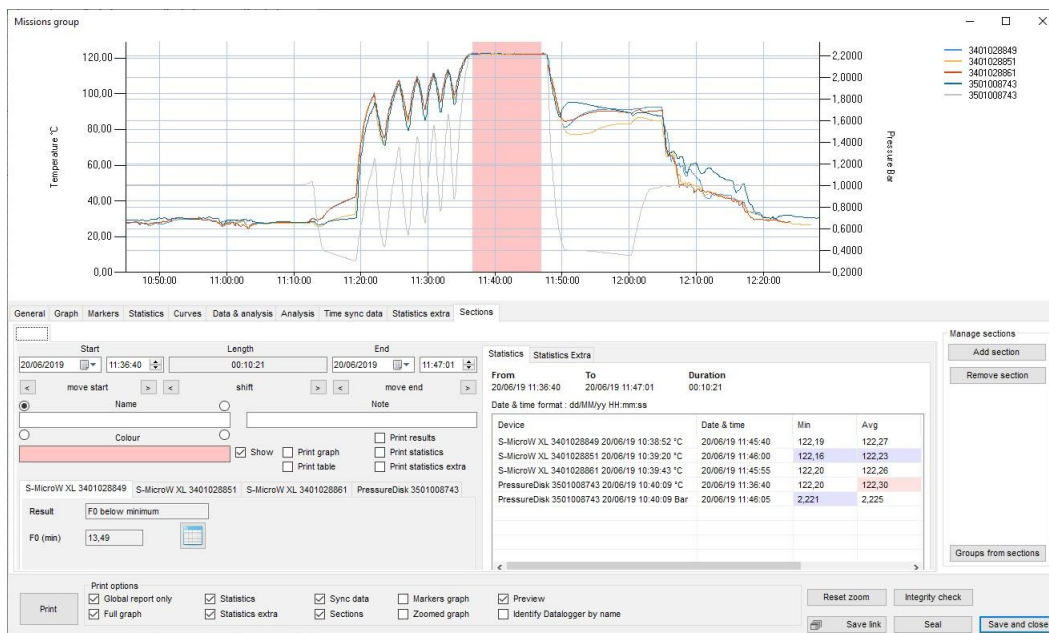 Missions group
120,00
100,00
80,00
60,00
40,00
20,00
0,00
Temperature °C
10:50:00 11:00:00 11:10:00 11:20:00 11:30:00 11:40:00 11:50:00 12:00:00 12:10:00 12:20:00
2,2000
2,0000
1,8000
1,6000
1,4000
1,2000
1,0000
0,8000
0,6000
0,4000
0,2000
Pressure Bar
3401028849
3401028851
3401028861
3501008743
3501008743
General Graph Markers Statistics Curves Data & analysis Analysis Time sync data Statistics extra Sections
Start Length End
20/06/2019 11:36:40 00:10:21 20/06/2019 11:47:01
< move start > < shift > < move end >
Name Note
Colour
Show Print graph Print table
Print results
Print statistics
Print statistics extra
S-MicroW XL 3401028849 S-MicroW XL 3401028851 S-MicroW XL 3401028861 PressureDisk 3501008743
Result F0 below minimum
F0 (min) 13,49
Statistics Statistics Extra
From To Duration
20/06/19 11:36:40 20/06/19 11:47:01 00:10:21
Date & time format : dd/MM/yy HH:mm:ss
Device Date & time Min Avg
S-MicroW XL 3401028849 20/06/19 10:38:52 °C 20/06/19 11:45:40 122,19 122,27
S-MicroW XL 3401028851 20/06/19 10:39:20 °C 20/06/19 11:46:00 122,16 122,23
S-MicroW XL 3401028861 20/06/19 10:39:43 °C 20/06/19 11:45:55 122,20 122,26
PressureDisk 3501008743 20/06/19 10:40:09 °C 20/06/19 11:36:40 122,20 122,30
PressureDisk 3501008743 20/06/19 10:40:09 Bar 20/06/19 11:46:05 2,221 2,225
Manage sections
Add section
Remove section
Groups from sections
Print
Print options
Global report only Statistics Sync data Markers graph Preview
Full graph Statistics extra Sections Zoomed graph Identify Datalogger by name
Reset zoom Integrity check
Save link Seal Save and close